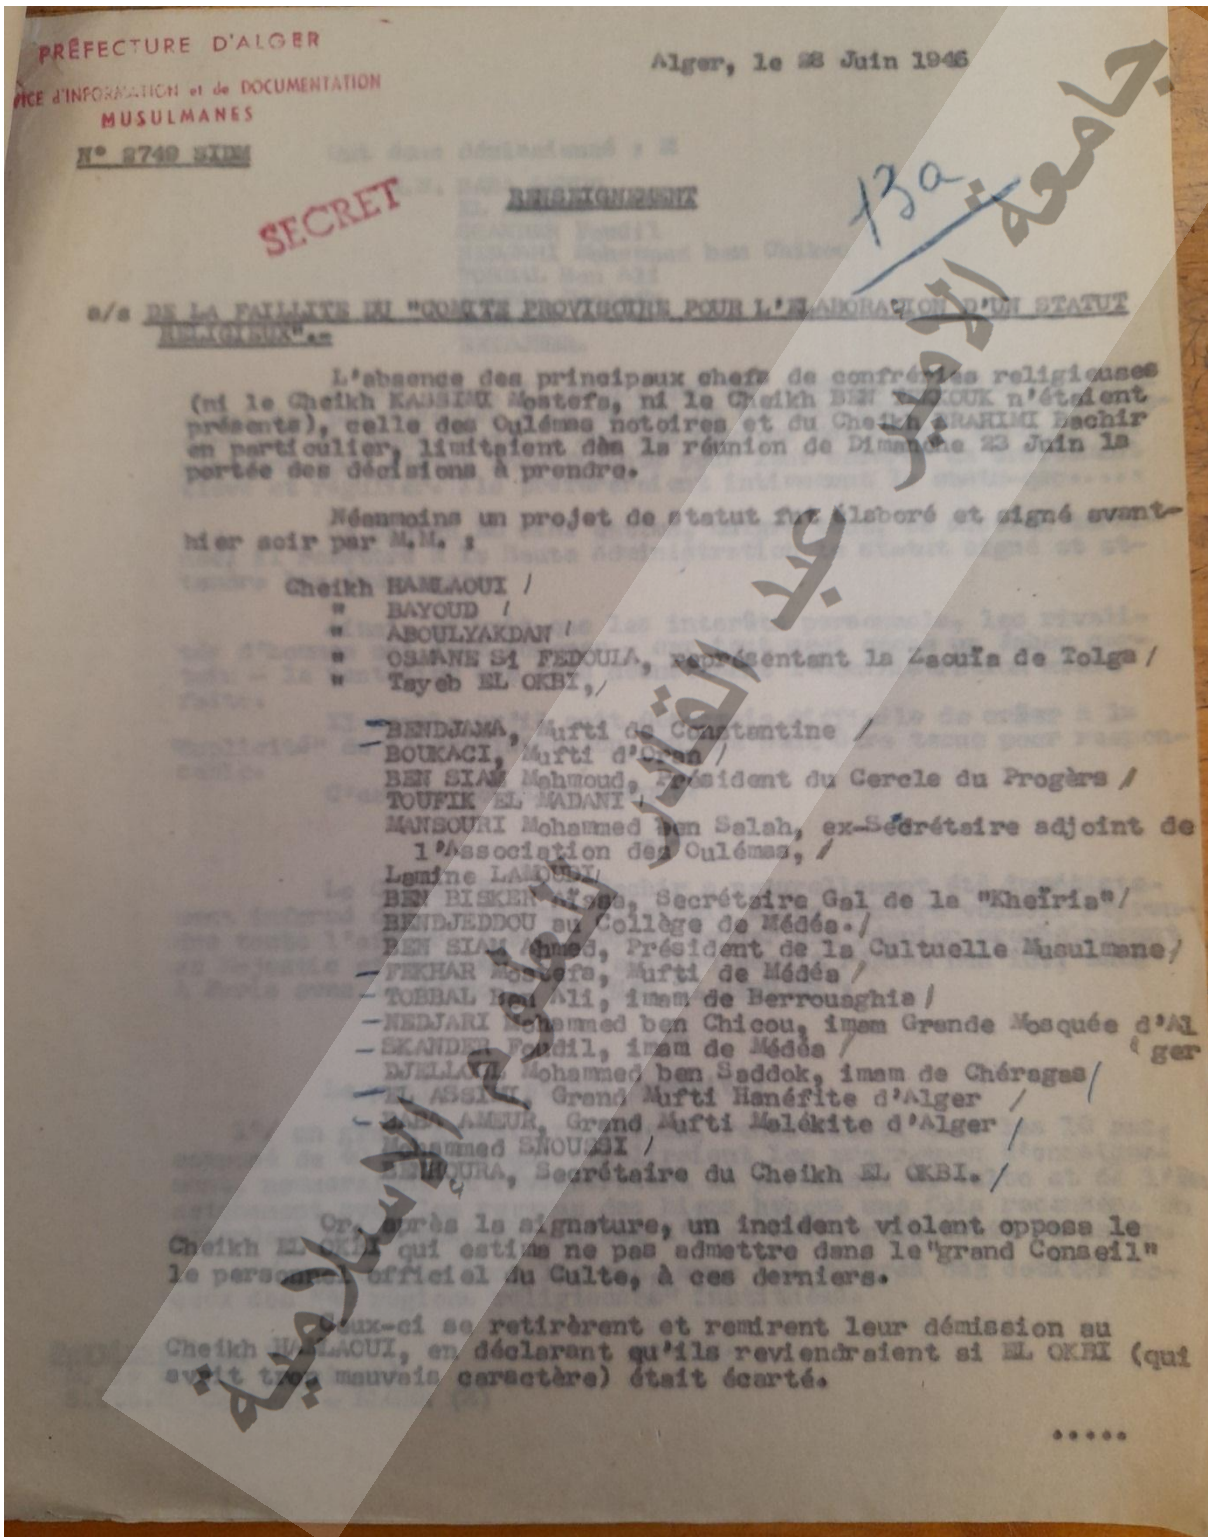 PRÉFECTURE D'ALGER
VICE d'INFORMATION et de DOCUMENTATION
MUSULMANES
Alger, le 28 Juin 1946
N° 2749 SIDM
SECRET
RENSEIGNEMENT
13a
a/s DE LA FAILLITE DU "COMITE PROVISOIRE POUR L'ELABORATION D'UN STATUT
RELIGIEUX".-
L'absence des principaux chefs de confréries religieuses
(ni le Cheikh KASSIMI Mostefa, ni le Cheikh BEN TEKKOUK n'étaient
présents), celle des Oulémas notoires et du Cheikh BRAHIMI Bachir
en particulier, limitaient dès la réunion de Dimanche 23 Juin la
portée des décisions à prendre.
Néanmoins un projet de statut fut élaboré et signé avant-
hier soir par M.M. :
Cheikh HAMLAOUI /
" BAYOUD /
" ABOULYAKDAN /
" OSMANE Si FEDOUIA, représentant la Zaouïa de Tolga /
" Tayeb EL OKBI, /
- BENDJAMA, Mufti de Constantine /
- BOUKACI, Mufti d'Oran /
BEN SIAM Mahmoud, Président du Cercle du Progèrs /
TOUFIK EL MADANI /
MANSOURI Mohammed ben Salah, ex-Secrétaire adjoint de
l'Association des Oulémas, /
Lamine LAMOUDI /
BEN BISKER Aïssa, Secrétaire Gal de la "Kheïria" /
BENDJEDDOU au Collège de Médéa. /
BEN SIAM Ahmed, Président de la Cultuelle Musulmane /
- FEKHAR Mostefa, Mufti de Médéa /
- TOBBAL Ben Ali, imam de Berrouaghia /
- NEDJARI Mohammed ben Chicou, imam Grande Mosquée d'Al
ger
- SKANDER Foudil, imam de Médéa /
DJELLOUL Mohammed ben Saddok, imam de Chéragas /
- EL ASSIMI, Grand Mufti Hanéfite d'Alger /
- BABA AMEUR, Grand Mufti Malékite d'Alger /
Mohammed SNOUSSI /
BENHOURA, Secrétaire du Cheikh EL OKBI. /
Or, après la signature, un incident violent opposa le
Cheikh EL OKBI qui estima ne pas admettre dans le "grand Conseil"
le personnel officiel du Culte, à ces derniers.
Ceux-ci se retirèrent et remirent leur démission au
Cheikh HAMLAOUI, en déclarant qu'ils reviendraient si EL OKBI (qui
avait trop mauvais caractère) était écarté.
.....
جامعة الأمير عبد القادر للعلوم الإسلامية